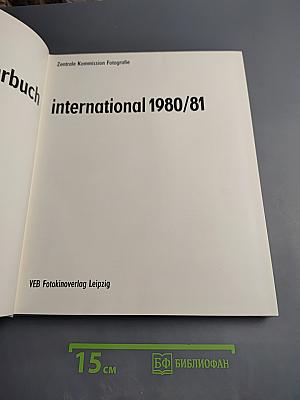 Zentrale Kommission Fotografie
rbuch
international 1980/81
VEB Fotokinoverlag Leipzig
15 см
БФ БИБЛИОФАН